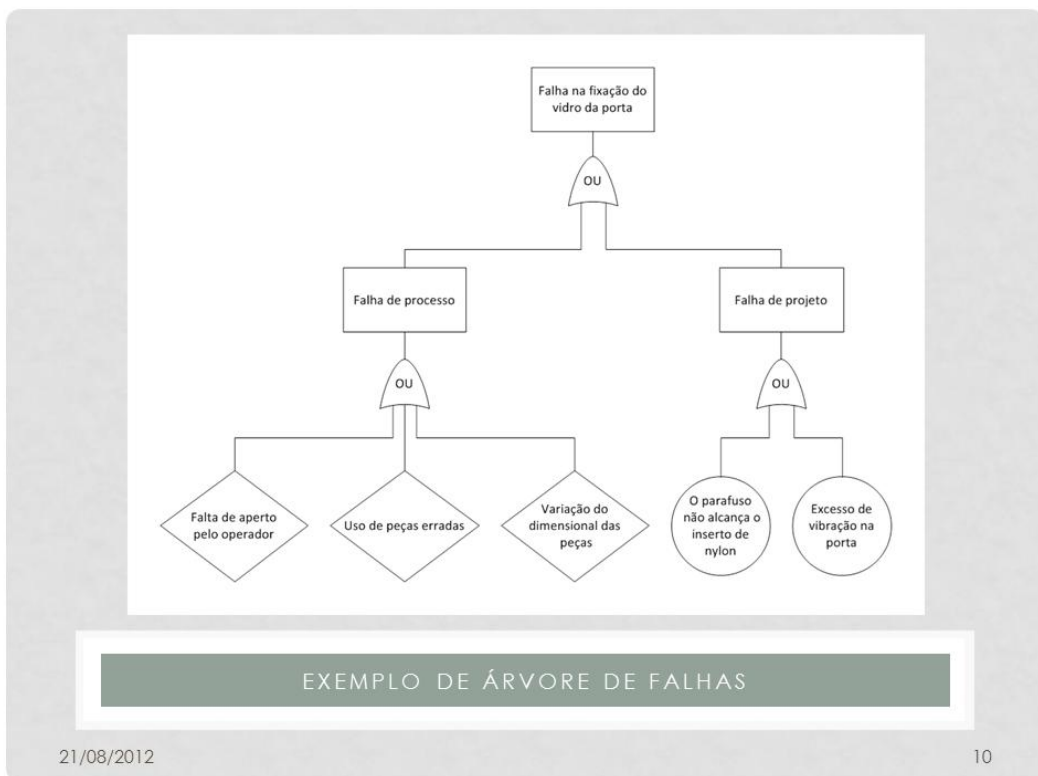 Falha na fixação do
vidro da porta
OU
Falha de processo
Falha de projeto
OU
OU
Falta de aperto
pelo operador
Uso de peças erradas
Variação do
dimensional das
peças
O parafuso
não alcança o
inserto de
nylon
Excesso de
vibração na
porta
EXEMPLO DE ÁRVORE DE FALHAS
21/08/2012
10